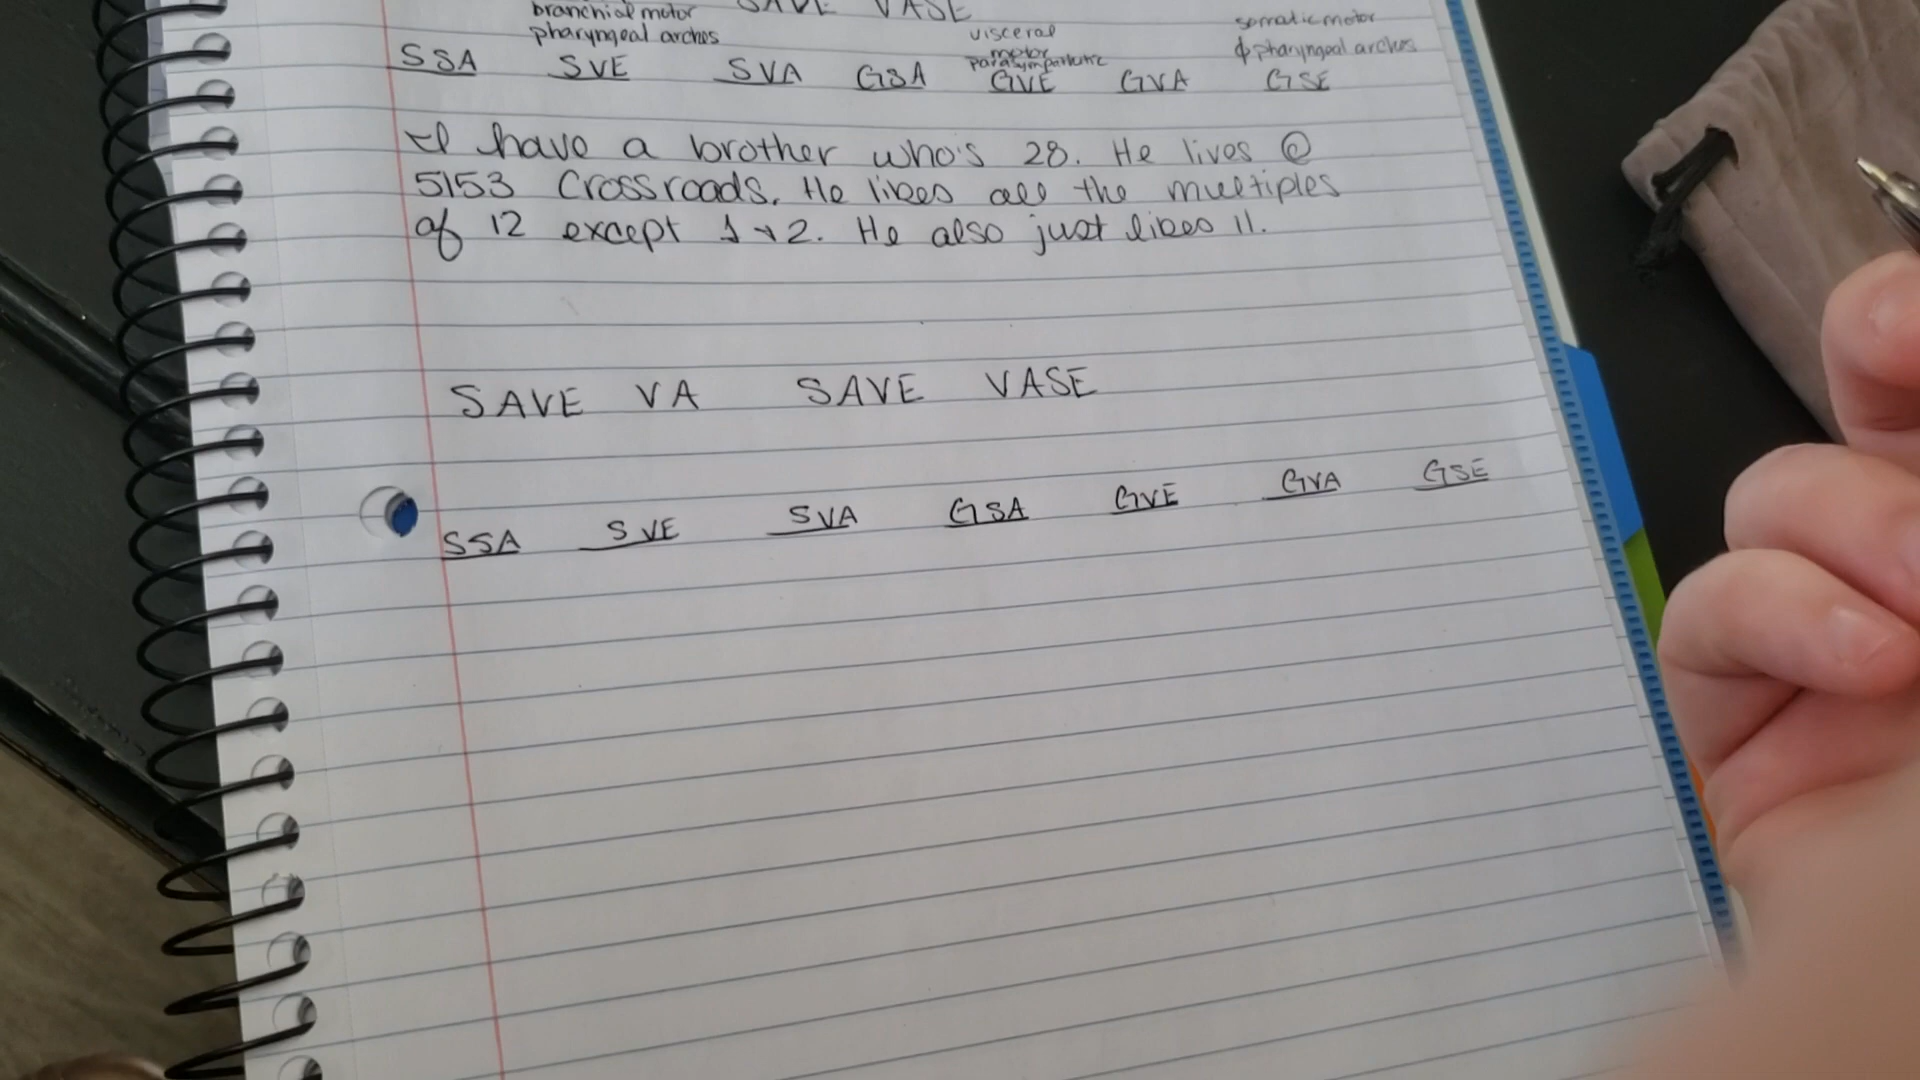 branchial motor SAVE VASE
pharyngeal arches visceral somatic motor
motor ϕ pharyngeal arches
parasympathetic
SSA SVE SVA GSA GVE GVA GSE
I have a brother who's 28. He lives @
5153 Crossroads. He likes all the multiples
of 12 except 1 + 2. He also just likes 11.
SAVE VA SAVE VASE
SSA SVE SVA GSA GVE GVA GSE